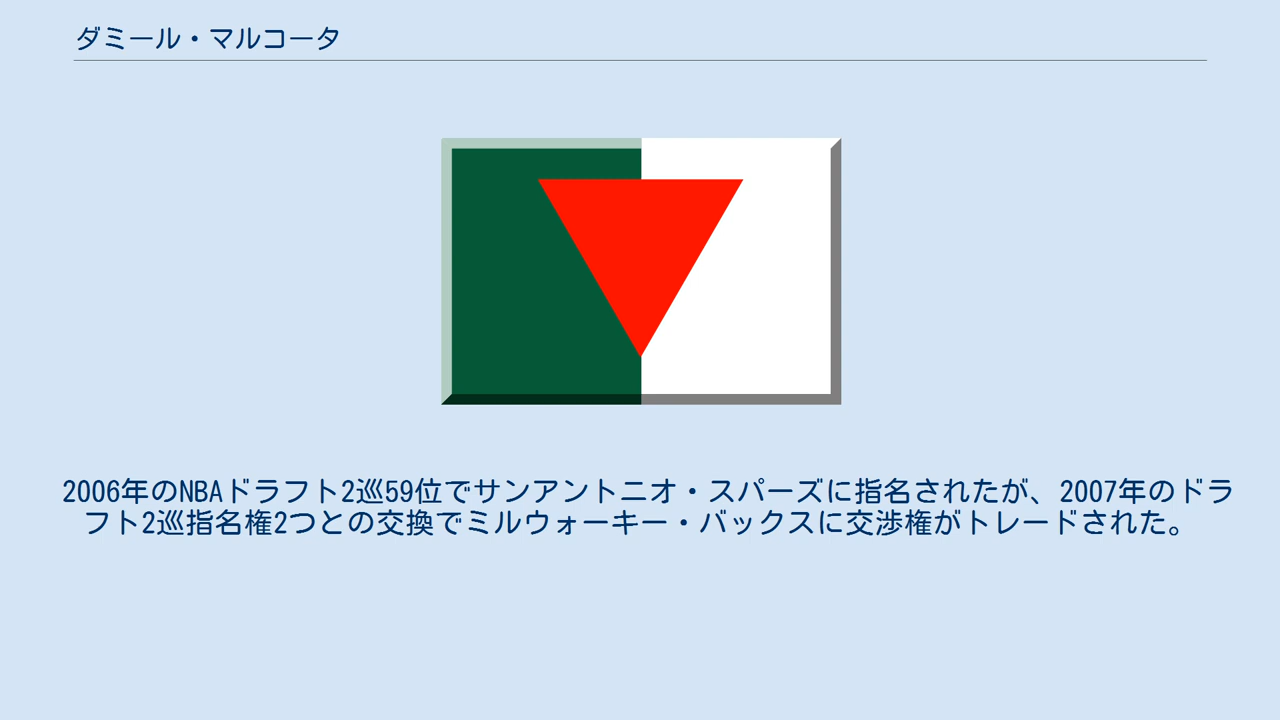 ダミール・マルコータ
2006年のNBAドラフト2巡59位でサンアントニオ・スパーズに指名されたが、2007年のドラ
フト2巡指名権2つとの交換でミルウォーキー・バックスに交渉権がトレードされた。